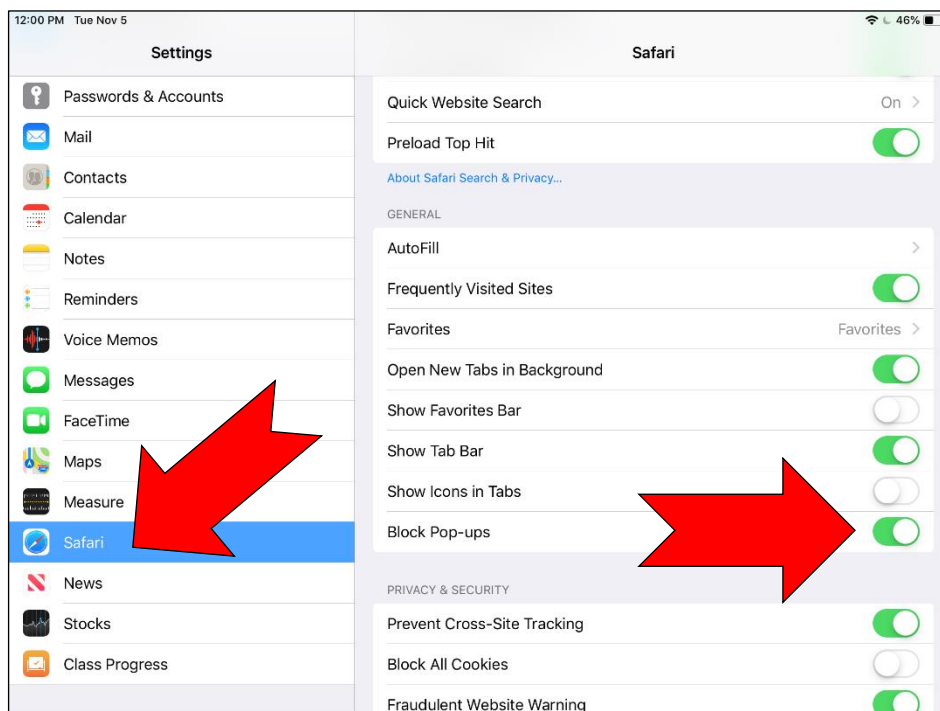 12:00 PM Tue Nov 5
46%
Settings
Passwords & Accounts
Mail
Contacts
Calendar
Notes
Reminders
Voice Memos
Messages
FaceTime
Maps
Measure
Safari
News
Stocks
Class Progress
Safari
Quick Website Search On
Preload Top Hit
About Safari Search & Privacy...
GENERAL
AutoFill
Frequently Visited Sites
Favorites Favorites
Open New Tabs in Background
Show Favorites Bar
Show Tab Bar
Show Icons in Tabs
Block Pop-ups
PRIVACY & SECURITY
Prevent Cross-Site Tracking
Block All Cookies
Fraudulent Website Warning